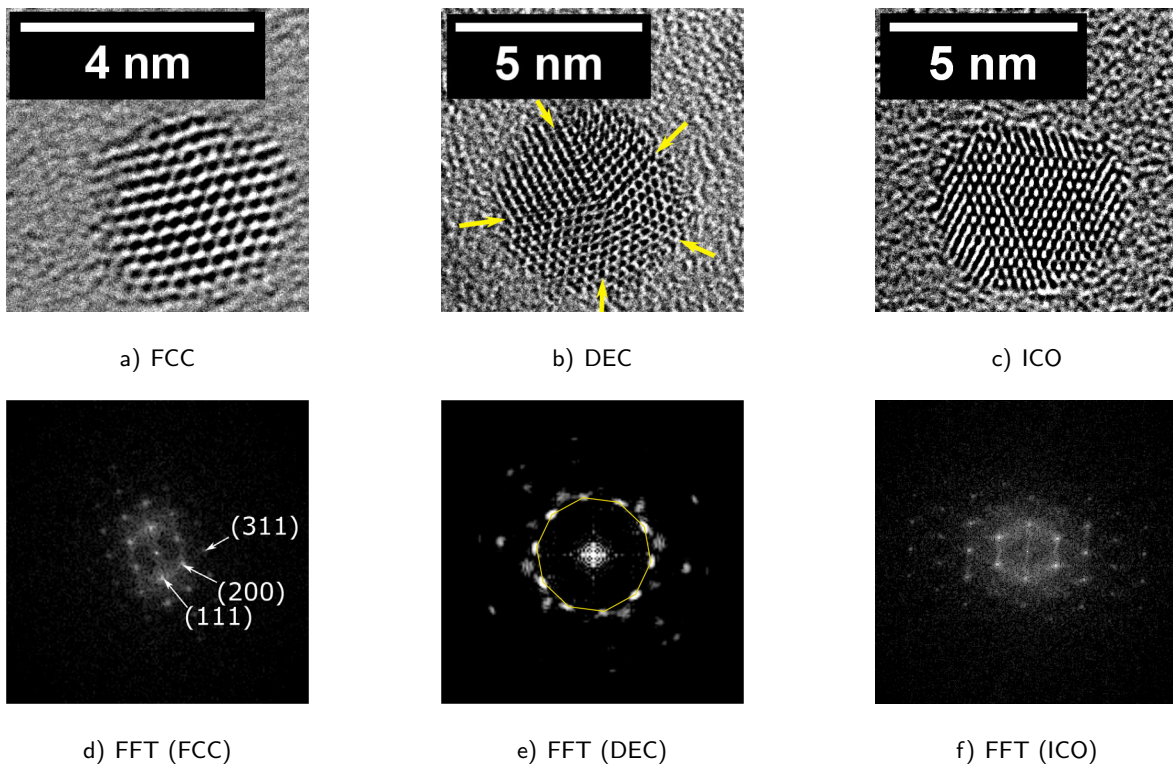 4 nm
5 nm
5 nm
a) FCC
b) DEC
c) ICO
(311)
(200)
(111)
d) FFT (FCC)
e) FFT (DEC)
f) FFT (ICO)